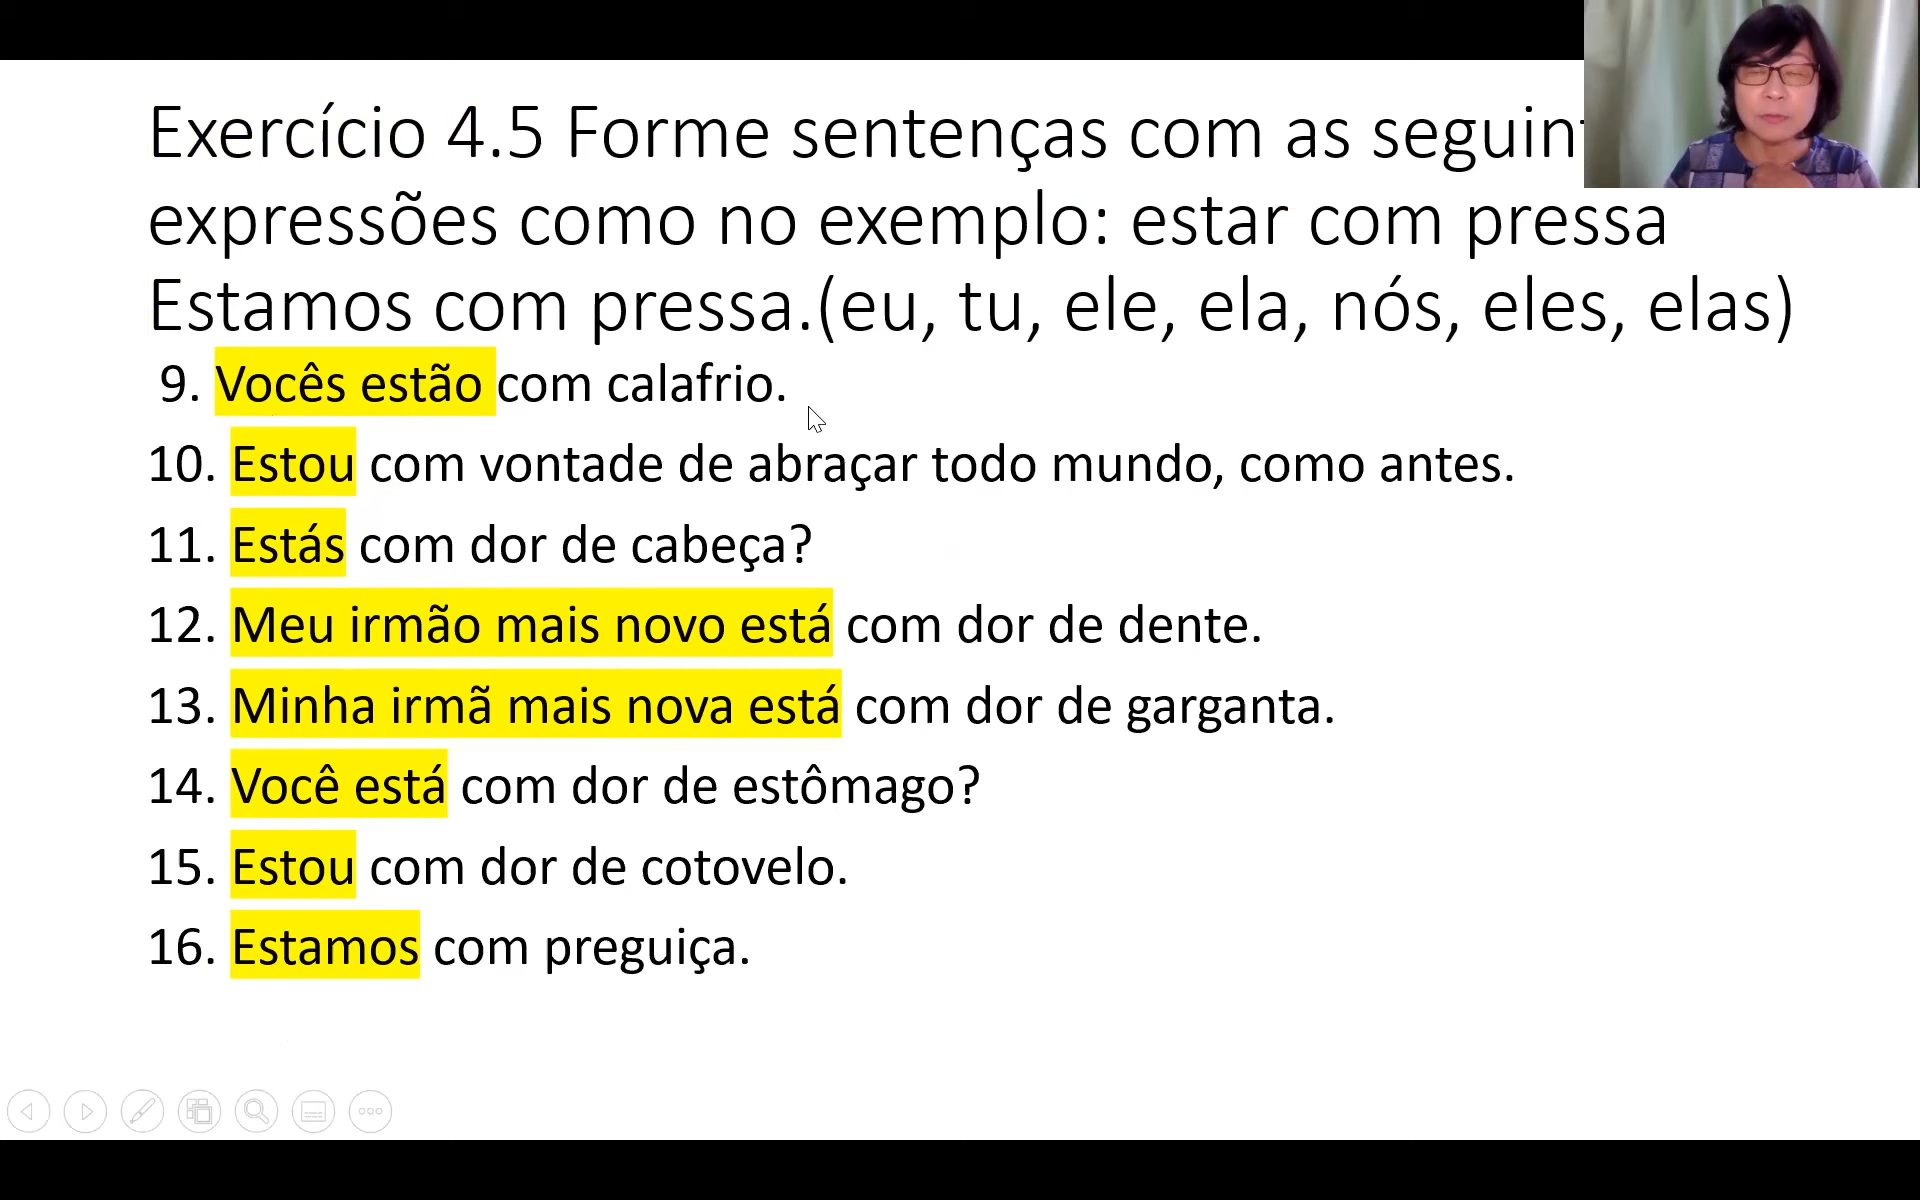 Exercício 4.5 Forme sentenças com as seguin
expressões como no exemplo: estar com pressa
Estamos com pressa.(eu, tu, ele, ela, nós, eles, elas)
9. Vocês estão com calafrio.
10. Estou com vontade de abraçar todo mundo, como antes.
11. Estás com dor de cabeça?
12. Meu irmão mais novo está com dor de dente.
13. Minha irmã mais nova está com dor de garganta.
14. Você está com dor de estômago?
15. Estou com dor de cotovelo.
16. Estamos com preguiça.